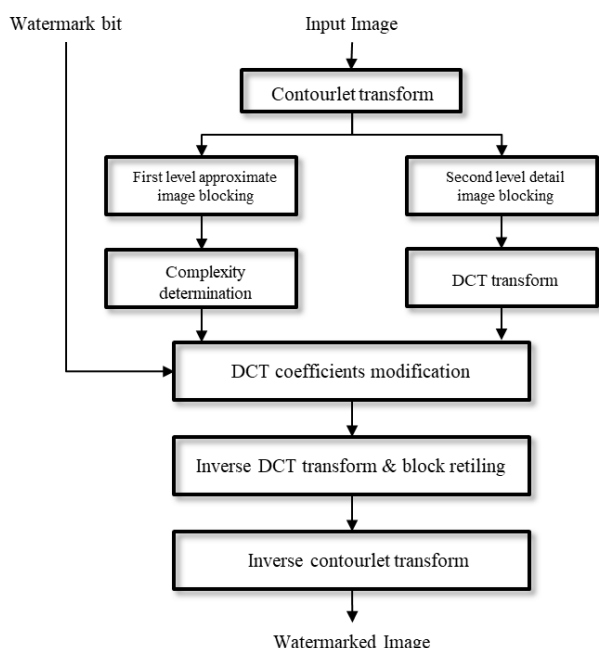 Watermark bit
Input Image
Contourlet transform
First level approximate
image blocking
Second level detail
image blocking
Complexity
determination
DCT transform
DCT coefficients modification
Inverse DCT transform & block retiling
Inverse contourlet transform
Watermarked Image